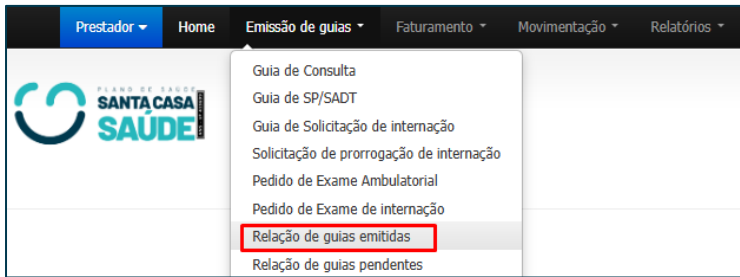 Prestador Home Emissão de guias Faturamento Movimentação Relatórios
PLANO DE SAÚDE
SANTA CASA
SAÚDE
Guia de Consulta
Guia de SP/SADT
Guia de Solicitação de internação
Solicitação de prorrogação de internação
Pedido de Exame Ambulatorial
Pedido de Exame de internação
Relação de guias emitidas
Relação de guias pendentes